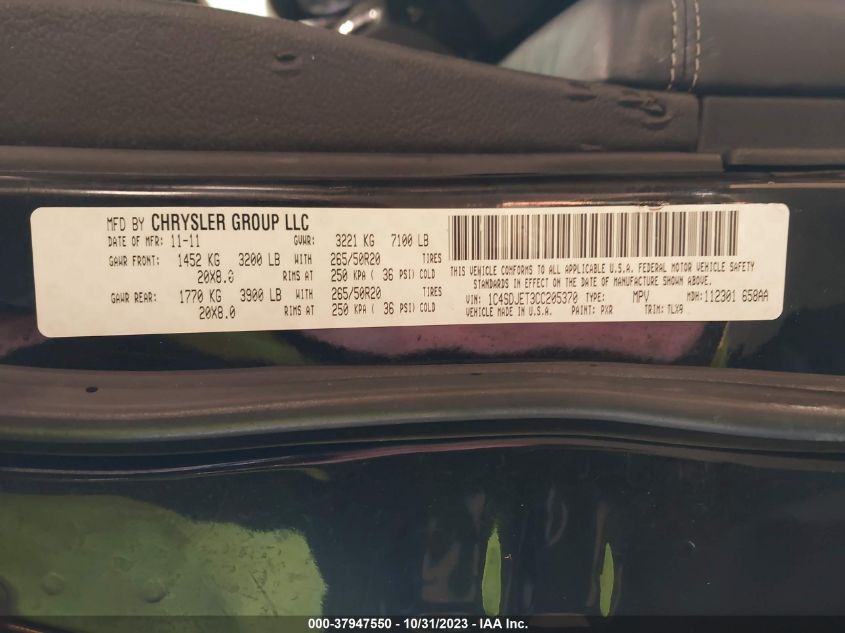 MFD BY CHRYSLER GROUP LLC
DATE OF MFR: 11-11 GVWR: 3221 KG 7100 LB
GAWR FRONT: 1452 KG 3200 LB WITH 265/50R20 TIRES
20X8.0 RIMS AT 250 KPA ( 36 PSI) COLD
GAWR REAR: 1770 KG 3900 LB WITH 265/50R20 TIRES
20X8.0 RIMS AT 250 KPA ( 36 PSI) COLD
THIS VEHICLE CONFORMS TO ALL APPLICABLE U.S.A. FEDERAL MOTOR VEHICLE SAFETY
STANDARDS IN EFFECT ON THE DATE OF MANUFACTURE SHOWN ABOVE.
VIN: 1C4SDJET3CC205370 TYPE: MPV MDH: 112301 658AA
VEHICLE MADE IN U.S.A. PAINT: PXR TRIM: TLX9
000-37947550 - 10/31/2023 - IAA Inc.